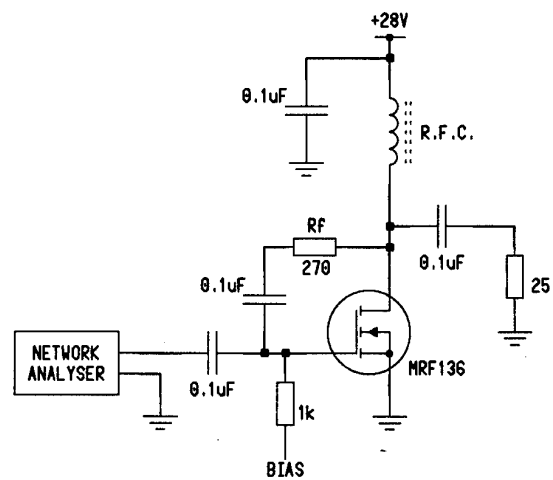 +28V
0.1uF
R.F.C.
Rf
270
0.1uF
25
0.1uF
NETWORK
ANALYSER
0.1uF
MRF136
1k
BIAS